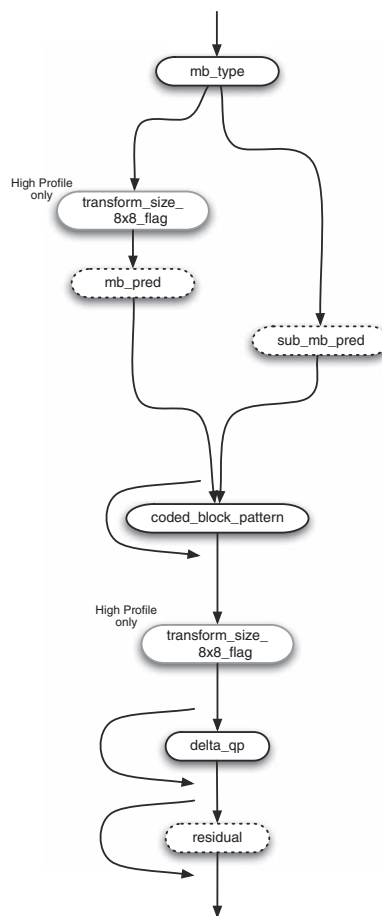 mb_type
High Profile
only
transform_size_
8x8_flag
mb_pred
sub_mb_pred
coded_block_pattern
High Profile
only
transform_size_
8x8_flag
delta_qp
residual